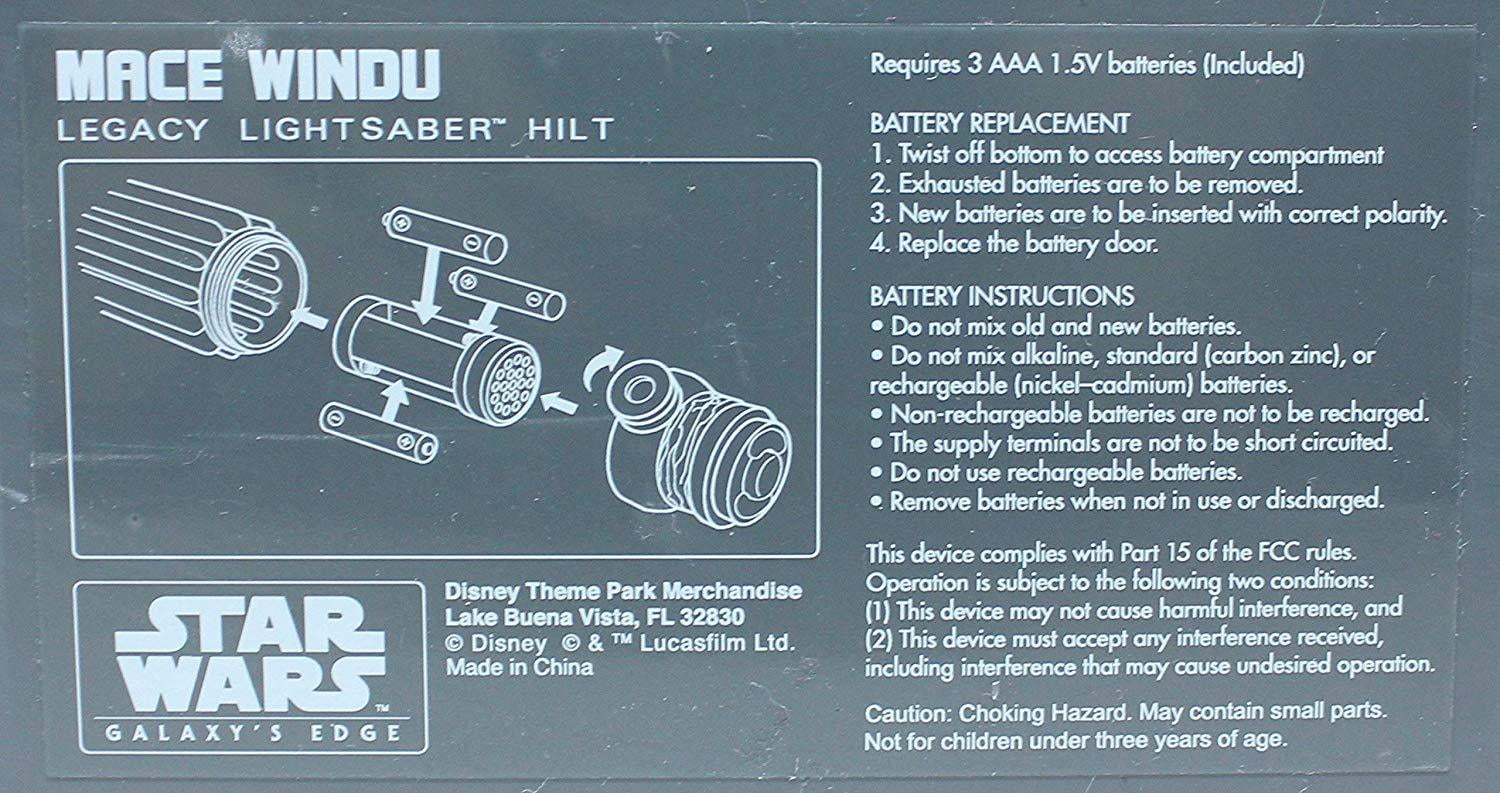 MACE WINDU
LEGACY LIGHTSABER™ HILT
+
-
+
-
-
+
STAR
WARS™
GALAXY'S EDGE
Disney Theme Park Merchandise
Lake Buena Vista, FL 32830
© Disney © & ™ Lucasfilm Ltd.
Made in China
Requires 3 AAA 1.5V batteries (Included)
BATTERY REPLACEMENT
1. Twist off bottom to access battery compartment
2. Exhausted batteries are to be removed.
3. New batteries are to be inserted with correct polarity.
4. Replace the battery door.
BATTERY INSTRUCTIONS
• Do not mix old and new batteries.
• Do not mix alkaline, standard (carbon zinc), or
rechargeable (nickel–cadmium) batteries.
• Non-rechargeable batteries are not to be recharged.
• The supply terminals are not to be short circuited.
• Do not use rechargeable batteries.
• Remove batteries when not in use or discharged.
This device complies with Part 15 of the FCC rules.
Operation is subject to the following two conditions:
(1) This device may not cause harmful interference, and
(2) This device must accept any interference received,
including interference that may cause undesired operation.
Caution: Choking Hazard. May contain small parts.
Not for children under three years of age.